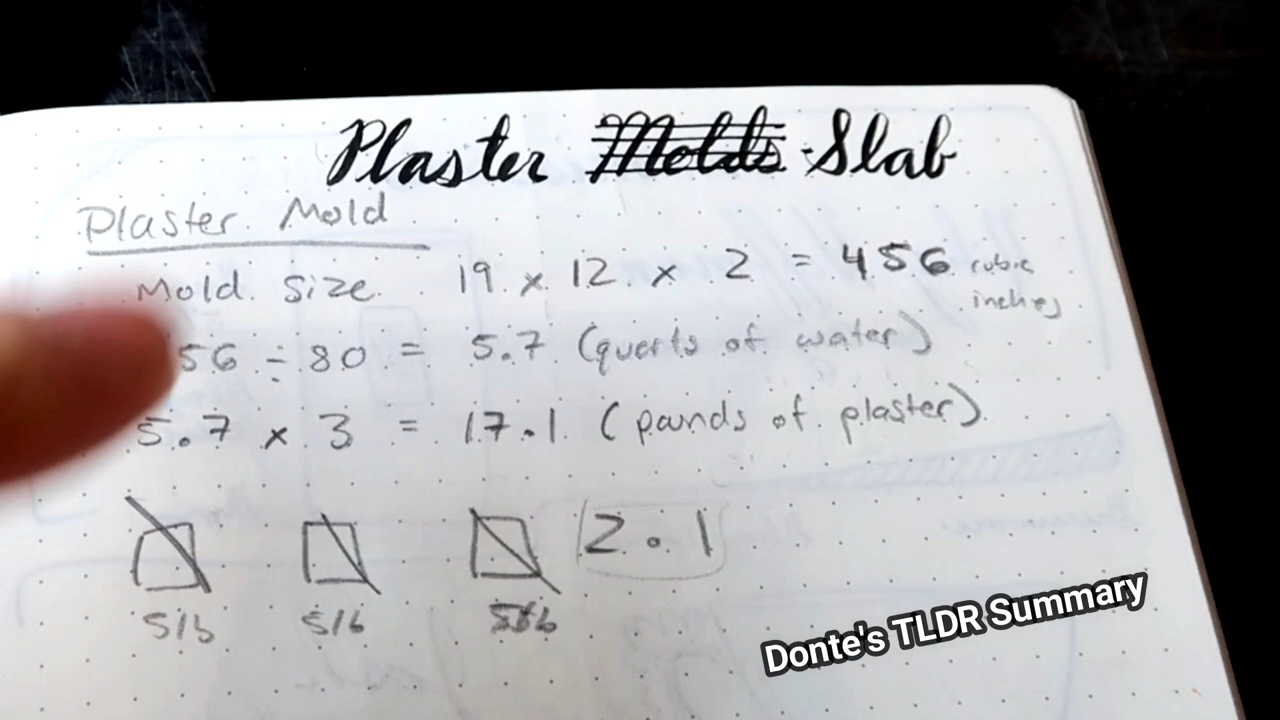 Plaster Molds Slab
Plaster Mold
Mold Size 19 x 12 x 2 = 456 cubic
inches
56 ÷ 80 = 5.7 (querts of water)
5.7 x 3 = 17.1 (pounds of plaster)
2.1
5lb 5lb 5lb
Donte's TLDR Summary